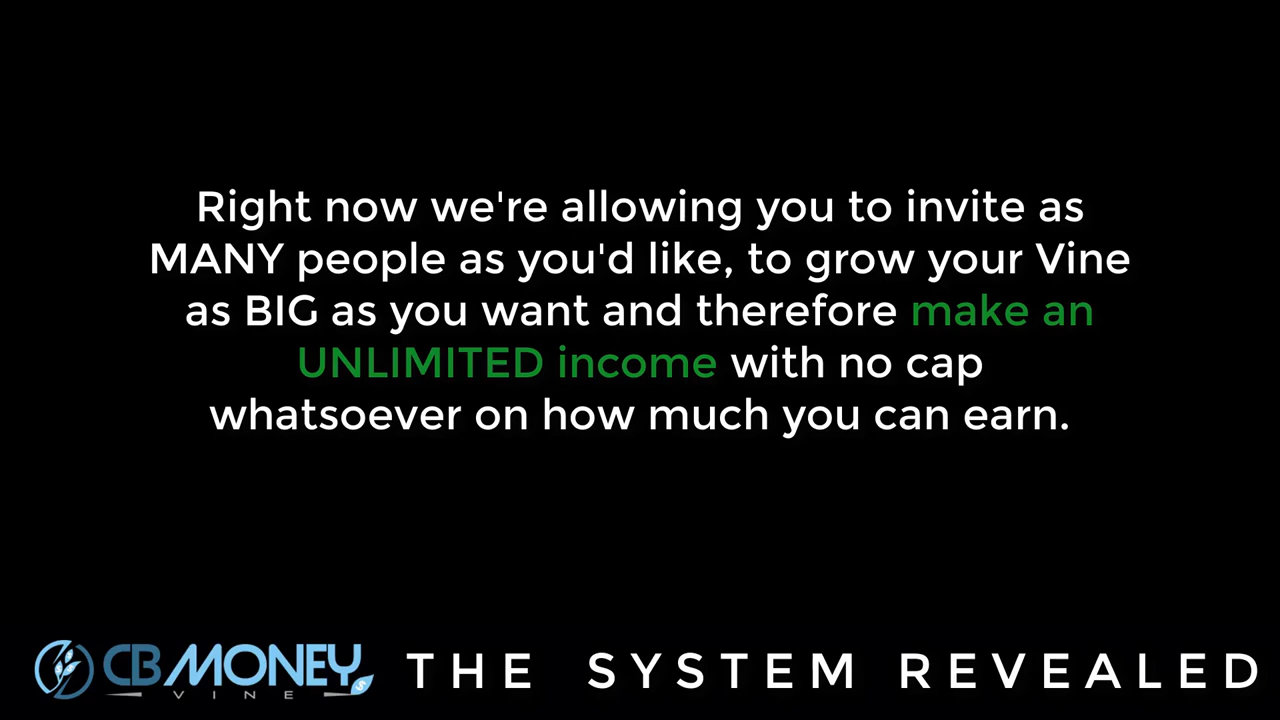 Right now we're allowing you to invite as
MANY people as you'd like, to grow your Vine
as BIG as you want and therefore make an
UNLIMITED income with no cap
whatsoever on how much you can earn.
CB MONEY
VINE
THE SYSTEM REVEALED